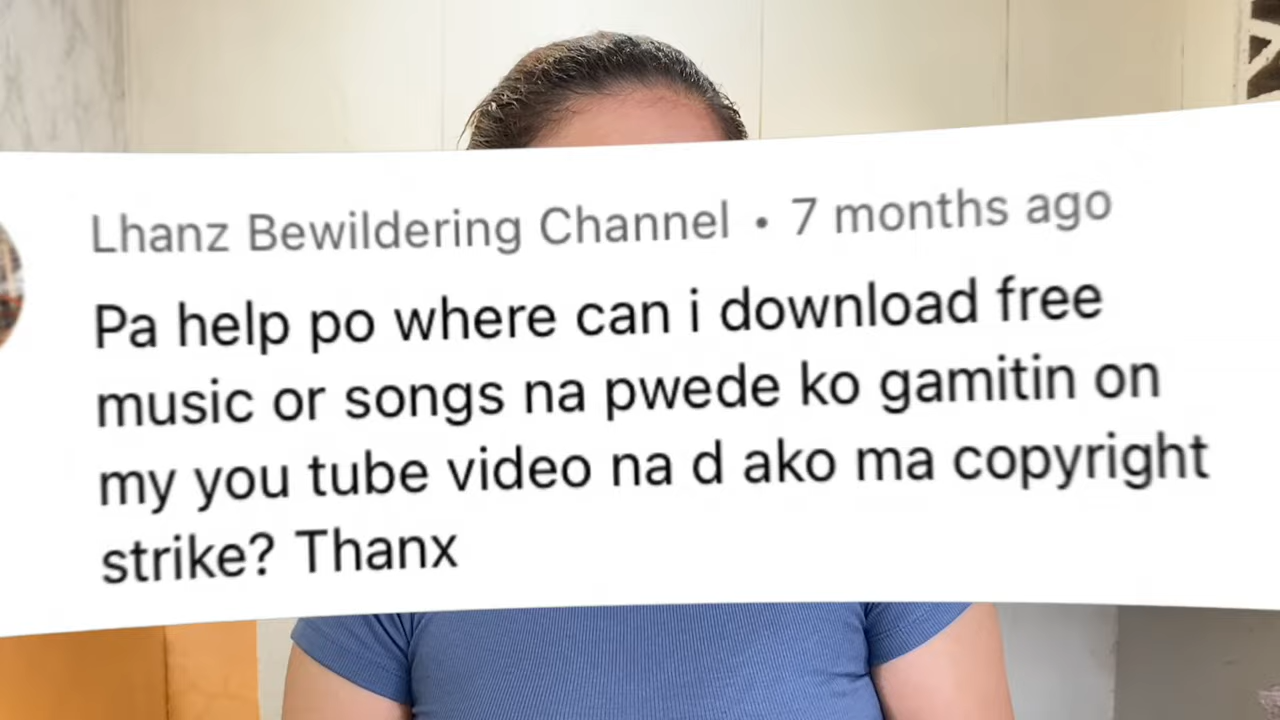 Lhanz Bewildering Channel • 7 months ago
Pa help po where can i download free
music or songs na pwede ko gamitin on
my you tube video na d ako ma copyright
strike? Thanx